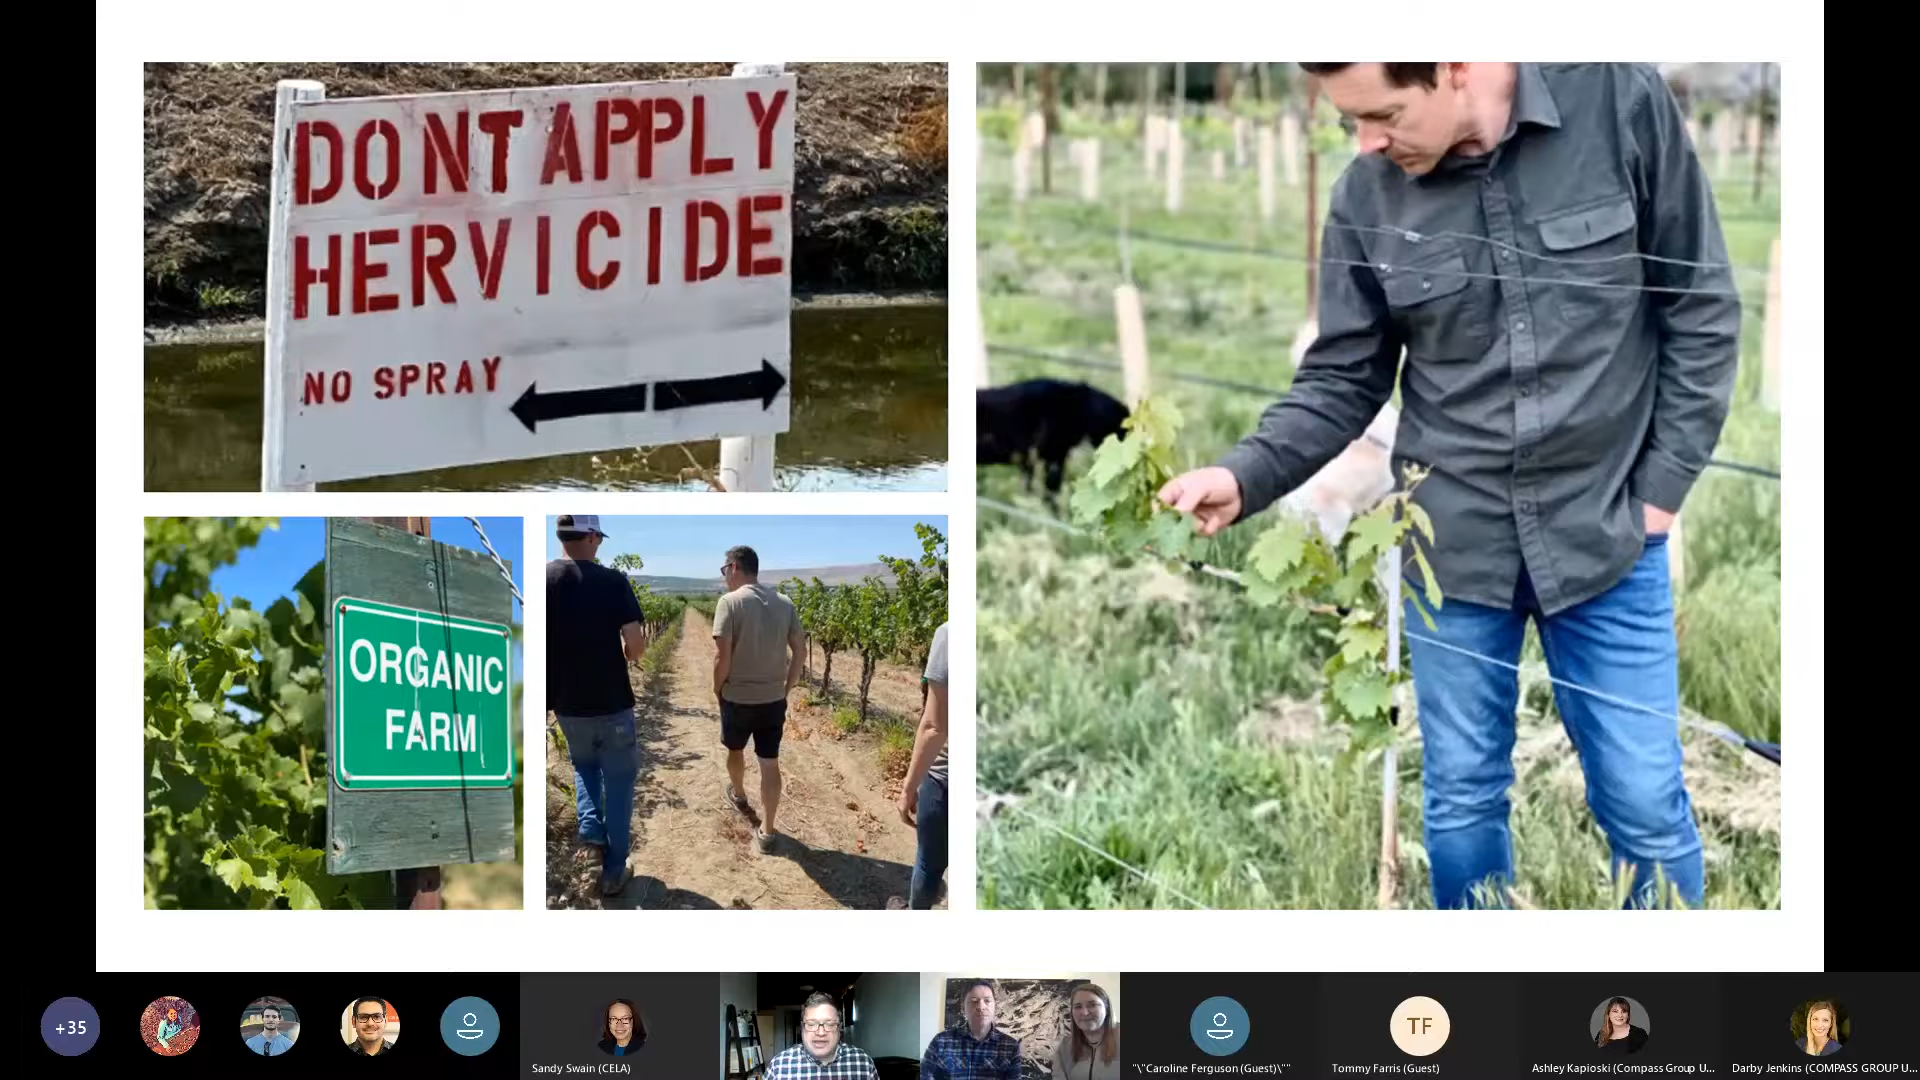 DONT APPLY
HERVICIDE
NO SPRAY
ORGANIC
FARM
+35
Sandy Swain (CELA)
"\"Caroline Ferguson (Guest)\""
TF
Tommy Farris (Guest)
Ashley Kapioski (Compass Group U...
Darby Jenkins (COMPASS GROUP U...